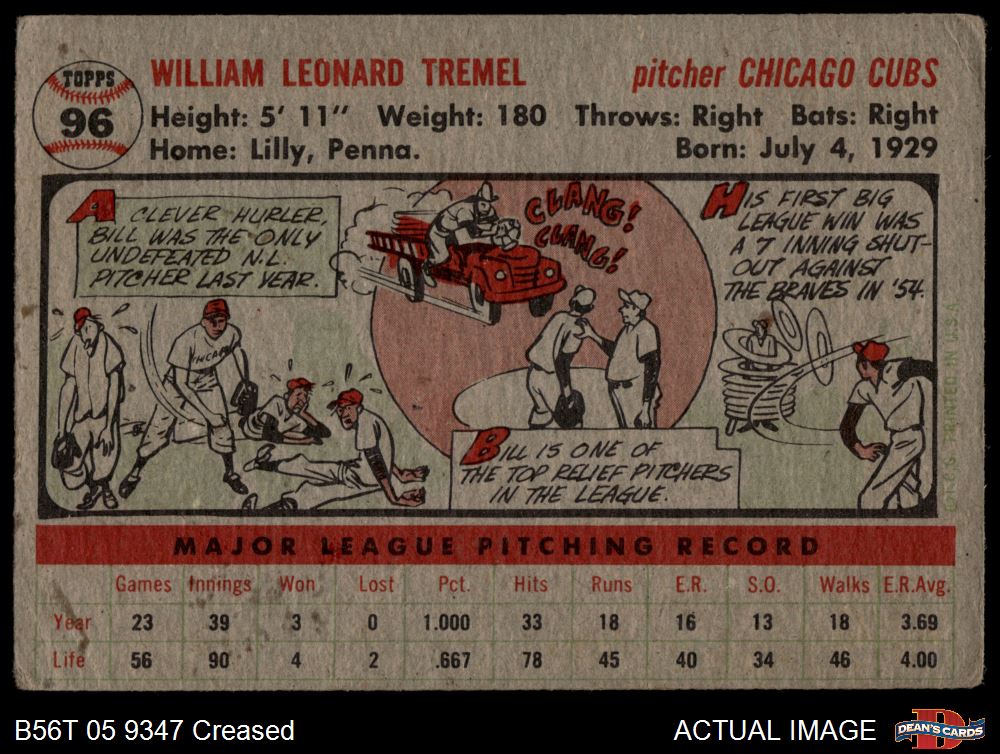 TOPPS
96
WILLIAM LEONARD TREMEL pitcher CHICAGO CUBS
Height: 5' 11" Weight: 180 Throws: Right Bats: Right
Home: Lilly, Penna. Born: July 4, 1929
A CLEVER HURLER,
BILL WAS THE ONLY
UNDEFEATED N.L.
PITCHER LAST YEAR.
CHICAGO
CLANG!
CLANG!
BILL IS ONE OF
THE TOP RELIEF PITCHERS
IN THE LEAGUE.
HIS FIRST BIG
LEAGUE WIN WAS
A 7 INNING SHUT-
OUT AGAINST
THE BRAVES IN '54.
PRINTED IN U.S.A.
MAJOR LEAGUE PITCHING RECORD
Games Innings Won Lost Pct. Hits Runs E.R. S.O. Walks E.R.Avg.
Year 23 39 3 0 1.000 33 18 16 13 18 3.69
Life 56 90 4 2 .667 78 45 40 34 46 4.00
B56T 05 9347 Creased ACTUAL IMAGE
D
DEAN'S CARDS